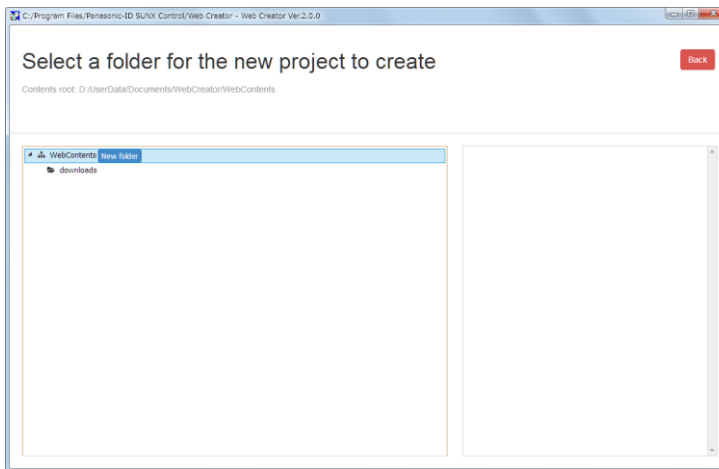 C:/Program Files/Panasonic-ID SUNX Control/Web Creator - Web Creator Ver.2.0.0
Select a folder for the new project to create
Back
Contents root: D:/UserData/Documents/WebCreator/WebContents
WebContents New folder
downloads